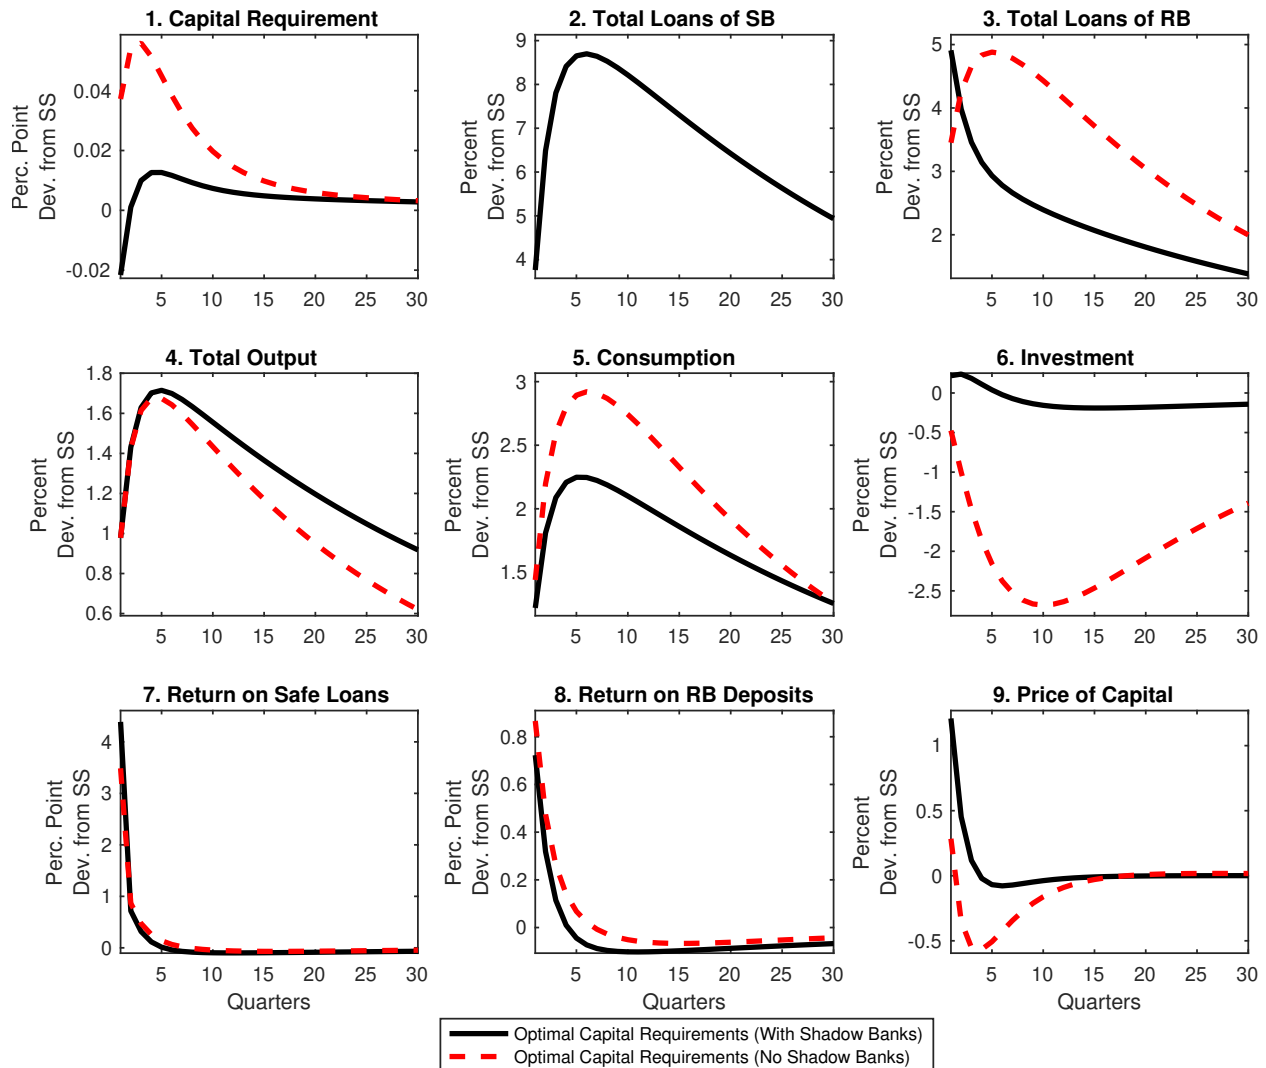 1. Capital Requirement
2. Total Loans of SB
3. Total Loans of RB
Perc. Point
Dev. from SS
0.04
0.02
0
-0.02
5 10 15 20 25 30
Percent
Dev. from SS
9
8
7
6
5
4
5 10 15 20 25 30
Percent
Dev. from SS
5
4
3
2
5 10 15 20 25 30
4. Total Output
5. Consumption
6. Investment
Percent
Dev. from SS
1.8
1.6
1.4
1.2
1
0.8
0.6
5 10 15 20 25 30
Percent
Dev. from SS
3
2.5
2
1.5
5 10 15 20 25 30
Percent
Dev. from SS
0
-0.5
-1
-1.5
-2
-2.5
5 10 15 20 25 30
7. Return on Safe Loans
8. Return on RB Deposits
9. Price of Capital
Perc. Point
Dev. from SS
4
3
2
1
0
5 10 15 20 25 30
Quarters
Perc. Point
Dev. from SS
0.8
0.6
0.4
0.2
0
5 10 15 20 25 30
Quarters
Percent
Dev. from SS
1
0.5
0
-0.5
5 10 15 20 25 30
Quarters
Optimal Capital Requirements (With Shadow Banks)
Optimal Capital Requirements (No Shadow Banks)